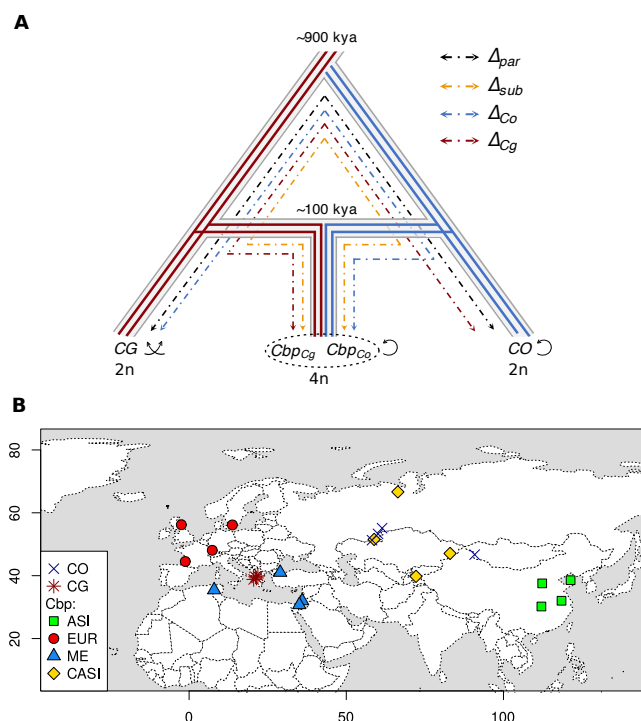 A
~900 kya
Δpar
Δsub
ΔCo
ΔCg
~100 kya
CG CbpCg CbpCo CO
2n 4n 2n
B
80
60
40
20
CO
CG
Cbp:
ASI
EUR
ME
CASI
0 50 100